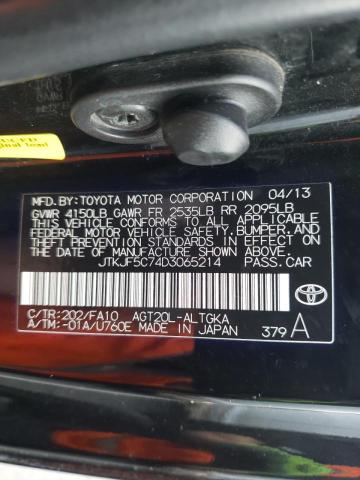 MFD.BY:TOYOTA MOTOR CORPORATION 04/13
GVWR 4150LB GAWR FR 2535LB RR 2095LB
THIS VEHICLE CONFORMS TO ALL APPLICABLE
FEDERAL MOTOR VEHICLE SAFETY, BUMPER, AND
THEFT PREVENTION STANDARDS IN EFFECT ON
THE DATE OF MANUFACTURE SHOWN ABOVE.
JTKJF5C74D3065214 PASS.CAR
C/TR:202/FA10 AGT20L-ALTGKA
A/TM:-01A/U760E MADE IN JAPAN 379 A